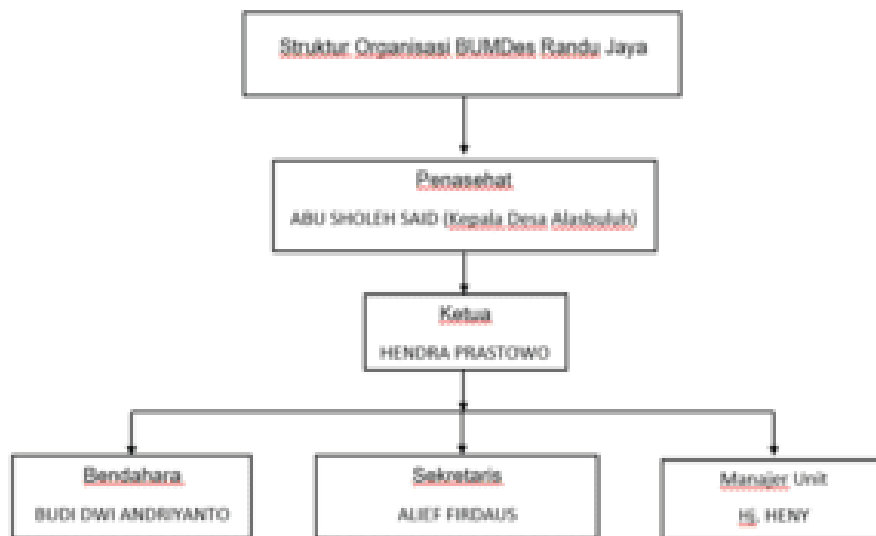 Struktur Organisasi BUMDes Randu Jaya
Penasehat
ABU SHOLEH SAID (Kepala Desa Alasbuluh)
Ketua
HENDRA PRASTOWO
Bendahara
BUDI DWI ANDRIYANTO
Sekretaris
ALIEF FIRDAUS
Manajer Unit
Hj. HENY